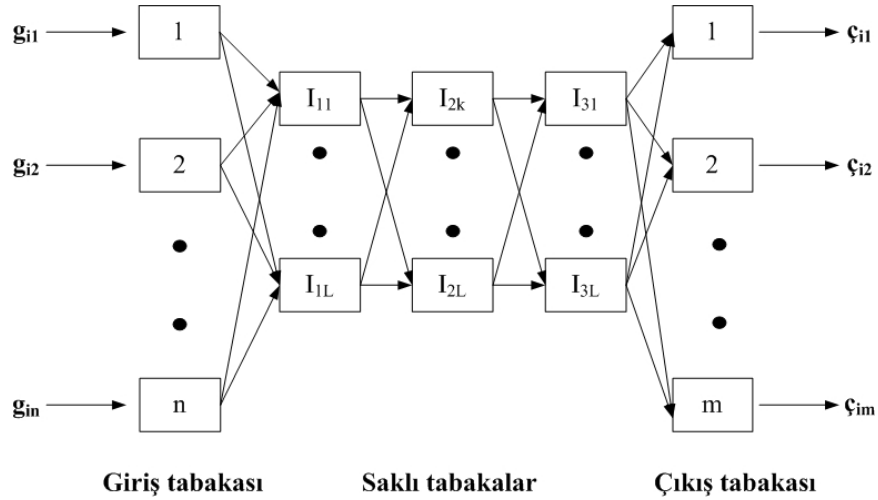 g_i1 1 1 ç_i1
I_11 I_2k I_31
g_i2 2 2 ç_i2
I_1L I_2L I_3L
g_in n m ç_im
Giriş tabakası Saklı tabakalar Çıkış tabakası